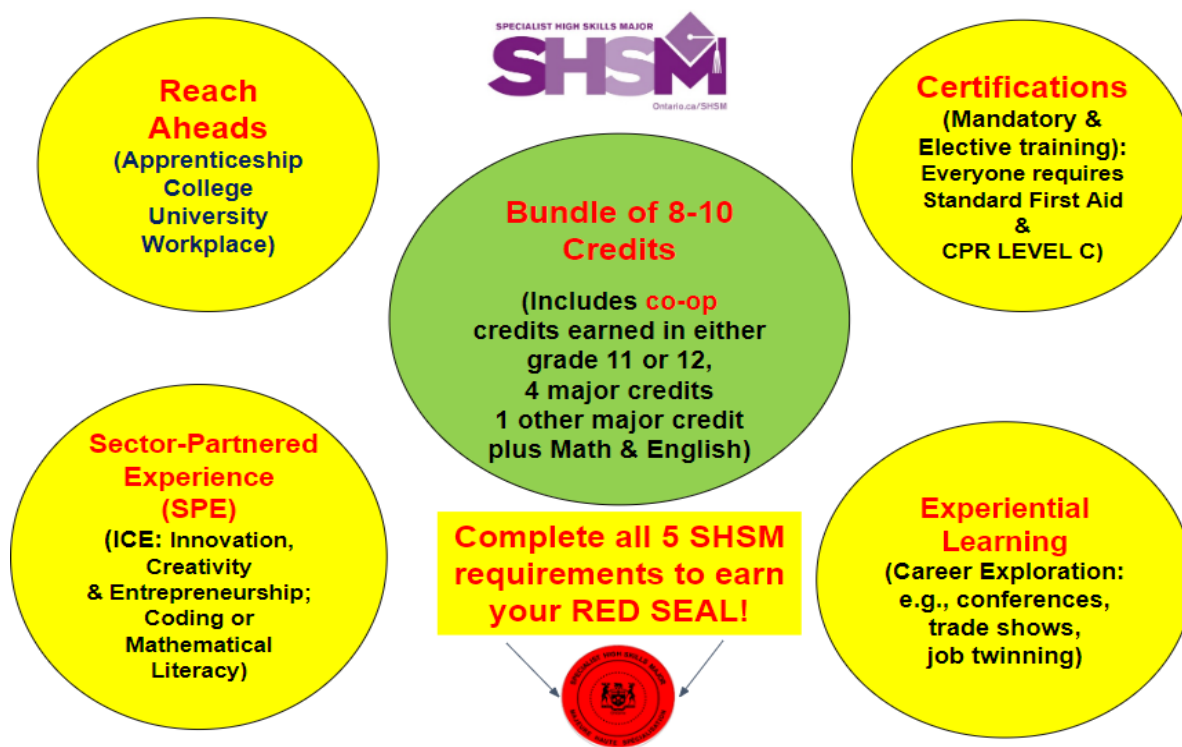 SPECIALIST HIGH SKILLS MAJOR
SHSM
Ontario.ca/SHSM
Reach
Aheads
(Apprenticeship
College
University
Workplace)
Certifications
(Mandatory &
Elective training):
Everyone requires
Standard First Aid
&
CPR LEVEL C)
Bundle of 8-10
Credits
(Includes co-op
credits earned in either
grade 11 or 12,
4 major credits
1 other major credit
plus Math & English)
Sector-Partnered
Experience
(SPE)
(ICE: Innovation,
Creativity
& Entrepreneurship;
Coding or
Mathematical
Literacy)
Complete all 5 SHSM
requirements to earn
your RED SEAL!
Experiential
Learning
(Career Exploration:
e.g., conferences,
trade shows,
job twinning)
SPECIALIST HIGH SKILLS MAJOR